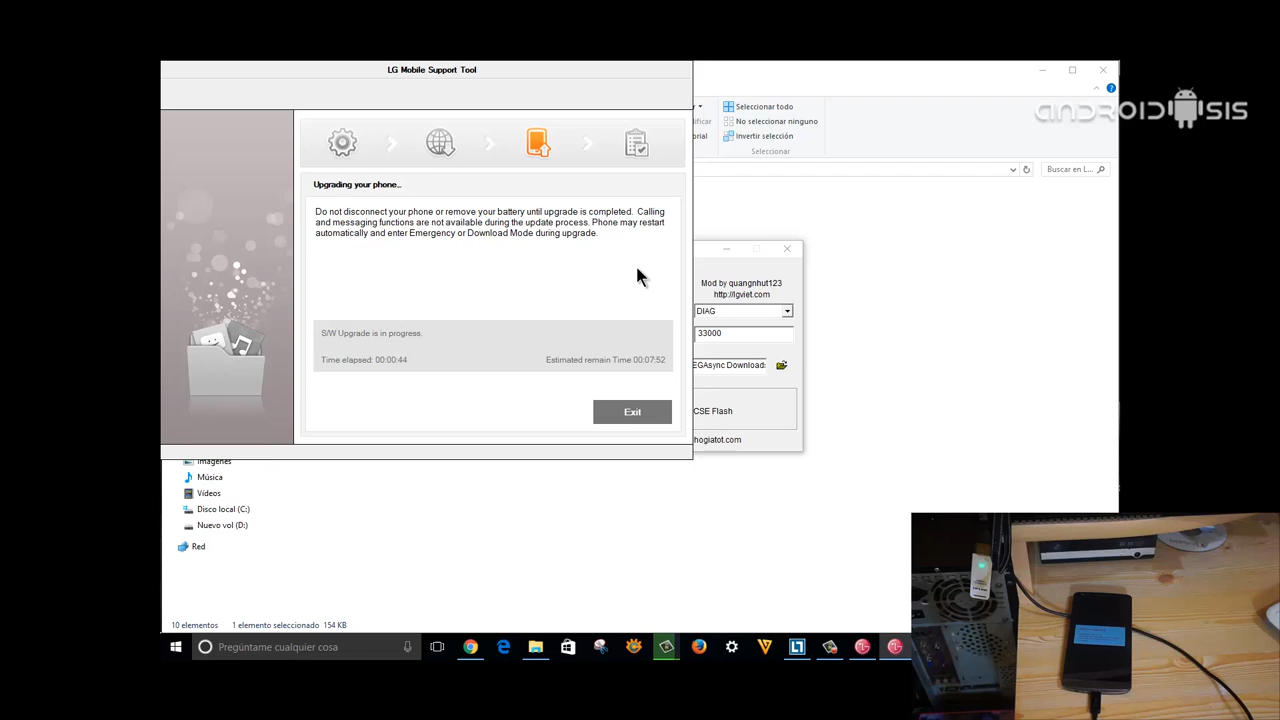 LG Mobile Support Tool
Seleccionar todo
No seleccionar ninguno
Invertir selección
Seleccionar
ANDROIDSIS
Buscar en L...
Upgrading your phone...
Do not disconnect your phone or remove your battery until upgrade is completed. Calling
and messaging functions are not available during the update process. Phone may restart
automatically and enter Emergency or Download Mode during upgrade.
S/W Upgrade is in progress.
Time elapsed: 00:00:44
Estimated remain Time 00:07:52
Exit
Mod by quangnhut123
http://lgviet.com
DIAG
33000
EGAsync Downloads
CSE Flash
hogiatot.com
Imágenes
Música
Vídeos
Disco local (C:)
Nuevo vol (D:)
Red
10 elementos
1 elemento seleccionado 154 KB
Pregúntame cualquier cosa